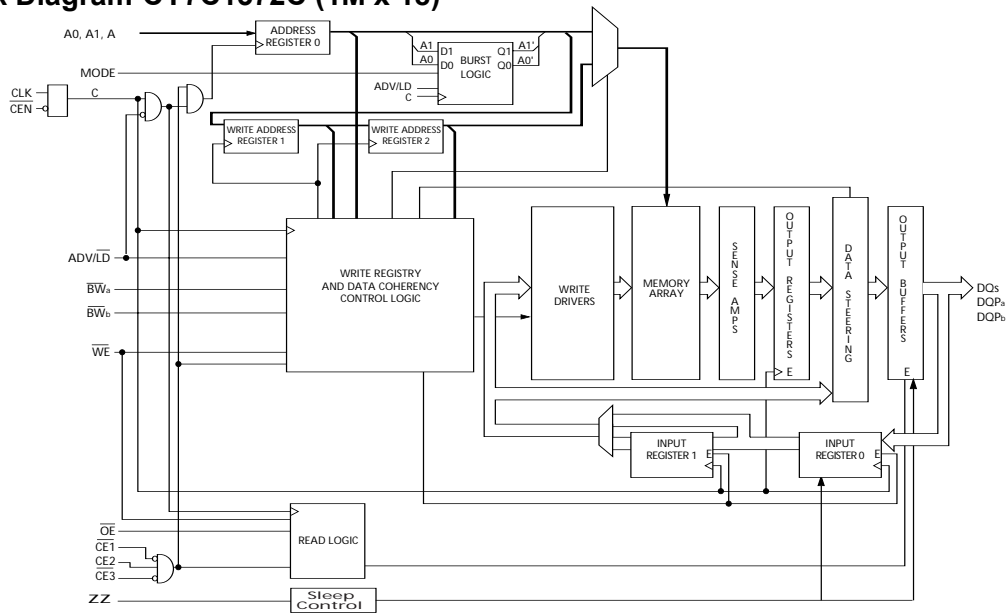 k Diagram-CY7C1372C (1M x 18)
A0, A1, A
ADDRESS
REGISTER 0
A1
A0
D1
D0
BURST
LOGIC
Q1
Q0
A1'
A0'
MODE
ADV/LD
C
CLK
CEN
C
WRITE ADDRESS
REGISTER 1
WRITE ADDRESS
REGISTER 2
ADV/LD
BWa
BWb
WE
WRITE REGISTRY
AND DATA COHERENCY
CONTROL LOGIC
WRITE
DRIVERS
MEMORY
ARRAY
SENSE AMPS
OUTPUT REGISTERS
E
DATA STEERING
OUTPUT BUFFERS
E
DQs
DQPa
DQPb
INPUT
REGISTER 1
E
INPUT
REGISTER 0
E
OE
CE1
CE2
CE3
READ LOGIC
ZZ
Sleep
Control